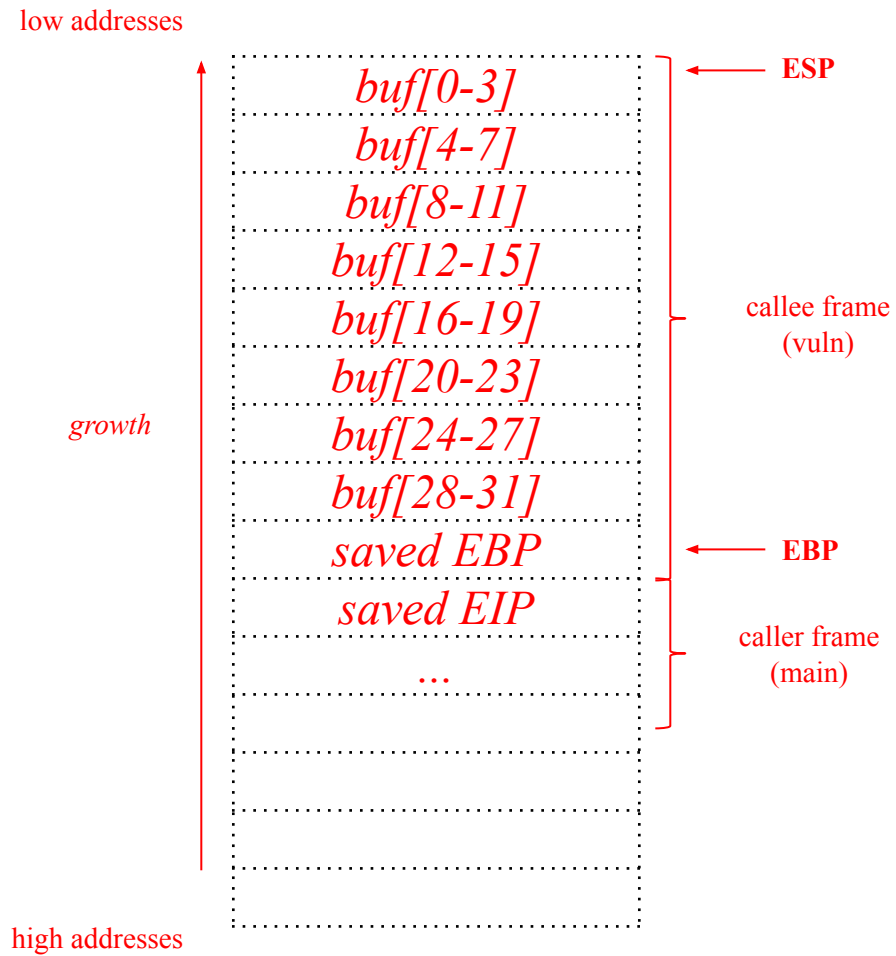 low addresses
buf[0-3]
ESP
buf[4-7]
buf[8-11]
buf[12-15]
buf[16-19]
callee frame
(vuln)
buf[20-23]
growth
buf[24-27]
buf[28-31]
saved EBP
EBP
saved EIP
caller frame
(main)
...
high addresses